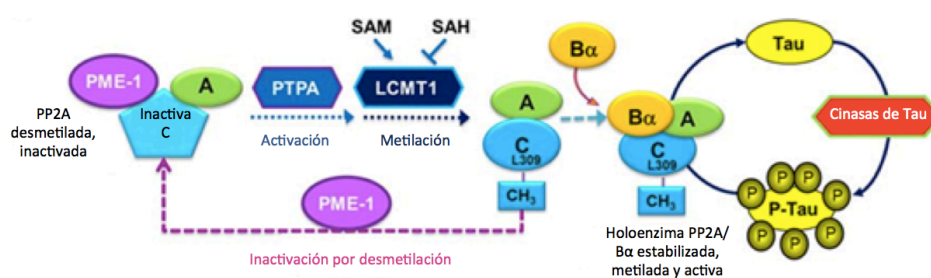 SAM
SAH
Bα
Tau
PME-1
A
PTPA
LCMT1
PP2A
desmetilada,
inactivada
Inactiva
C
Activación
Metilación
A
C
L309
CH₃
Bα
A
C
L309
CH₃
Cinasas de Tau
P
P
P
P
P
P
P
P
P-Tau
PME-1
Inactivación por desmetilación
Holoenzima PP2A/
Bα estabilizada,
metilada y activa